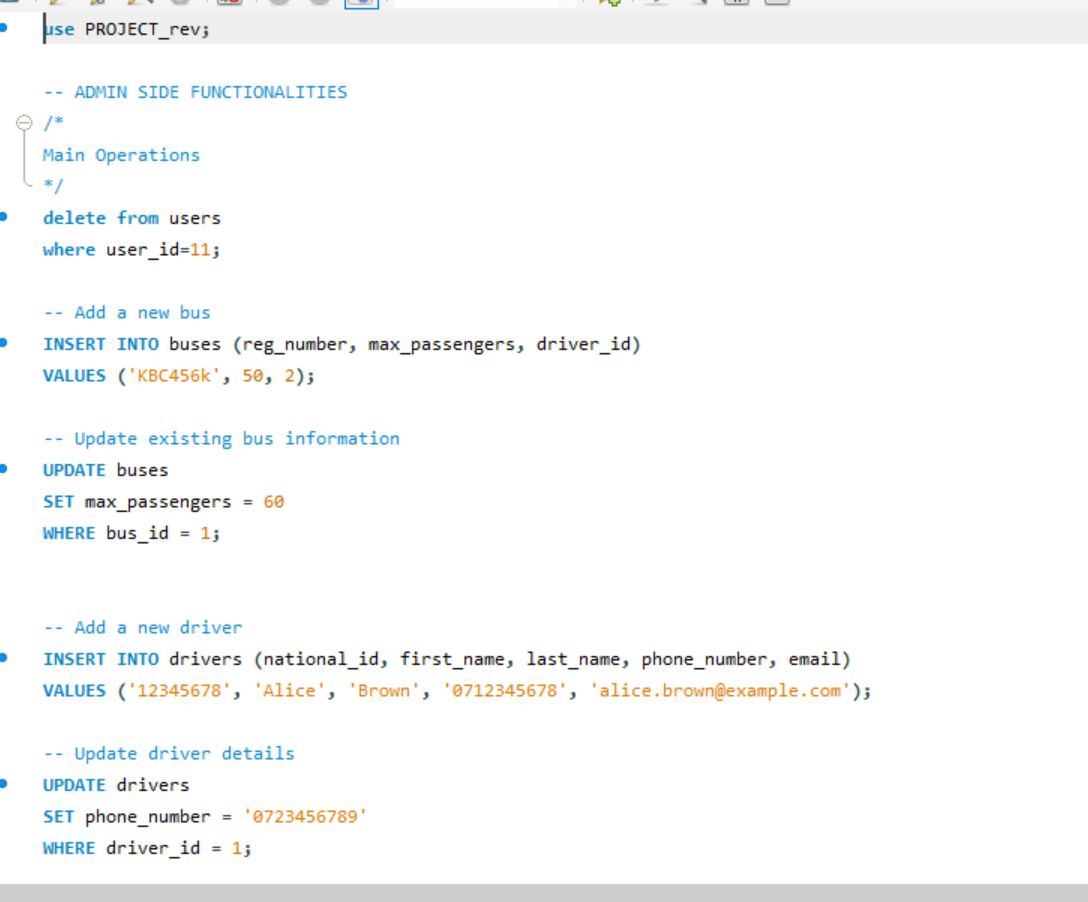 use PROJECT_rev;
-- ADMIN SIDE FUNCTIONALITIES
/*
Main Operations
*/
delete from users
where user_id=11;
-- Add a new bus
INSERT INTO buses (reg_number, max_passengers, driver_id)
VALUES ('KBC456k', 50, 2);
-- Update existing bus information
UPDATE buses
SET max_passengers = 60
WHERE bus_id = 1;
-- Add a new driver
INSERT INTO drivers (national_id, first_name, last_name, phone_number, email)
VALUES ('12345678', 'Alice', 'Brown', '0712345678', 'alice.brown@example.com');
-- Update driver details
UPDATE drivers
SET phone_number = '0723456789'
WHERE driver_id = 1;